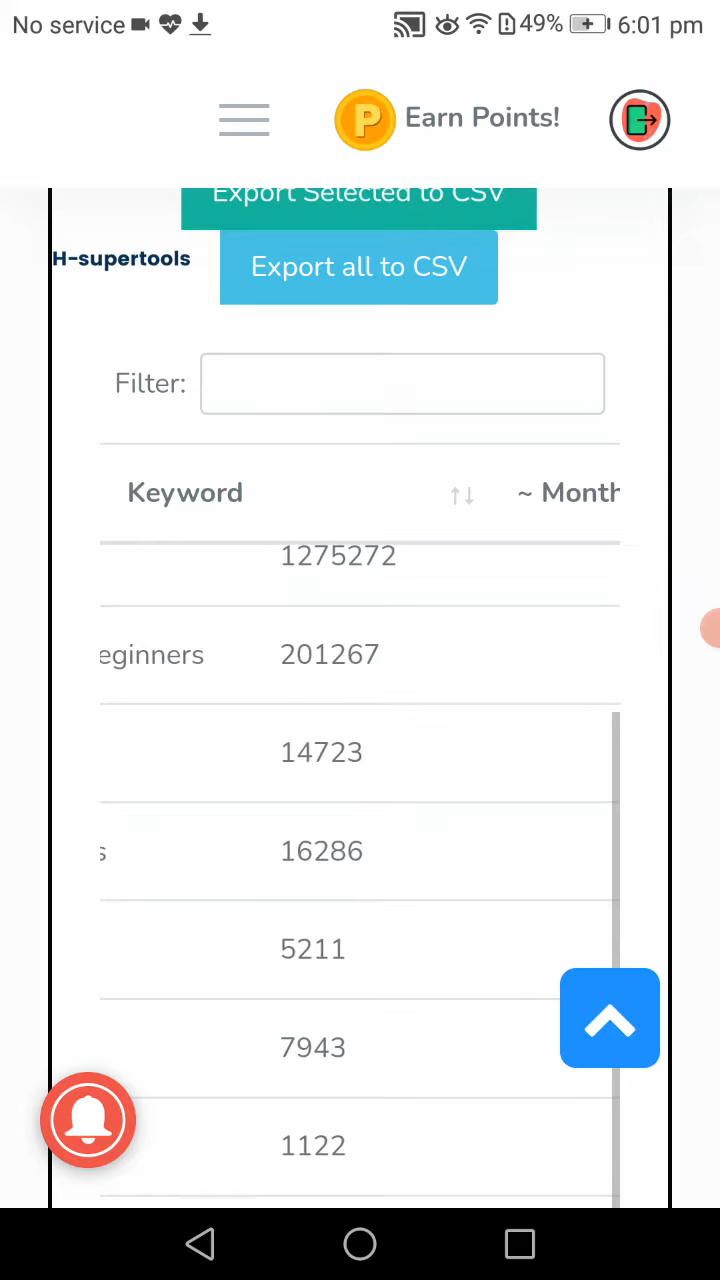 No service 49% 6:01 pm
P Earn Points!
Export Selected to CSV
H-supertools
Export all to CSV
Filter:
Keyword ~ Month
1275272
eginners 201267
14723
s 16286
5211
7943
1122